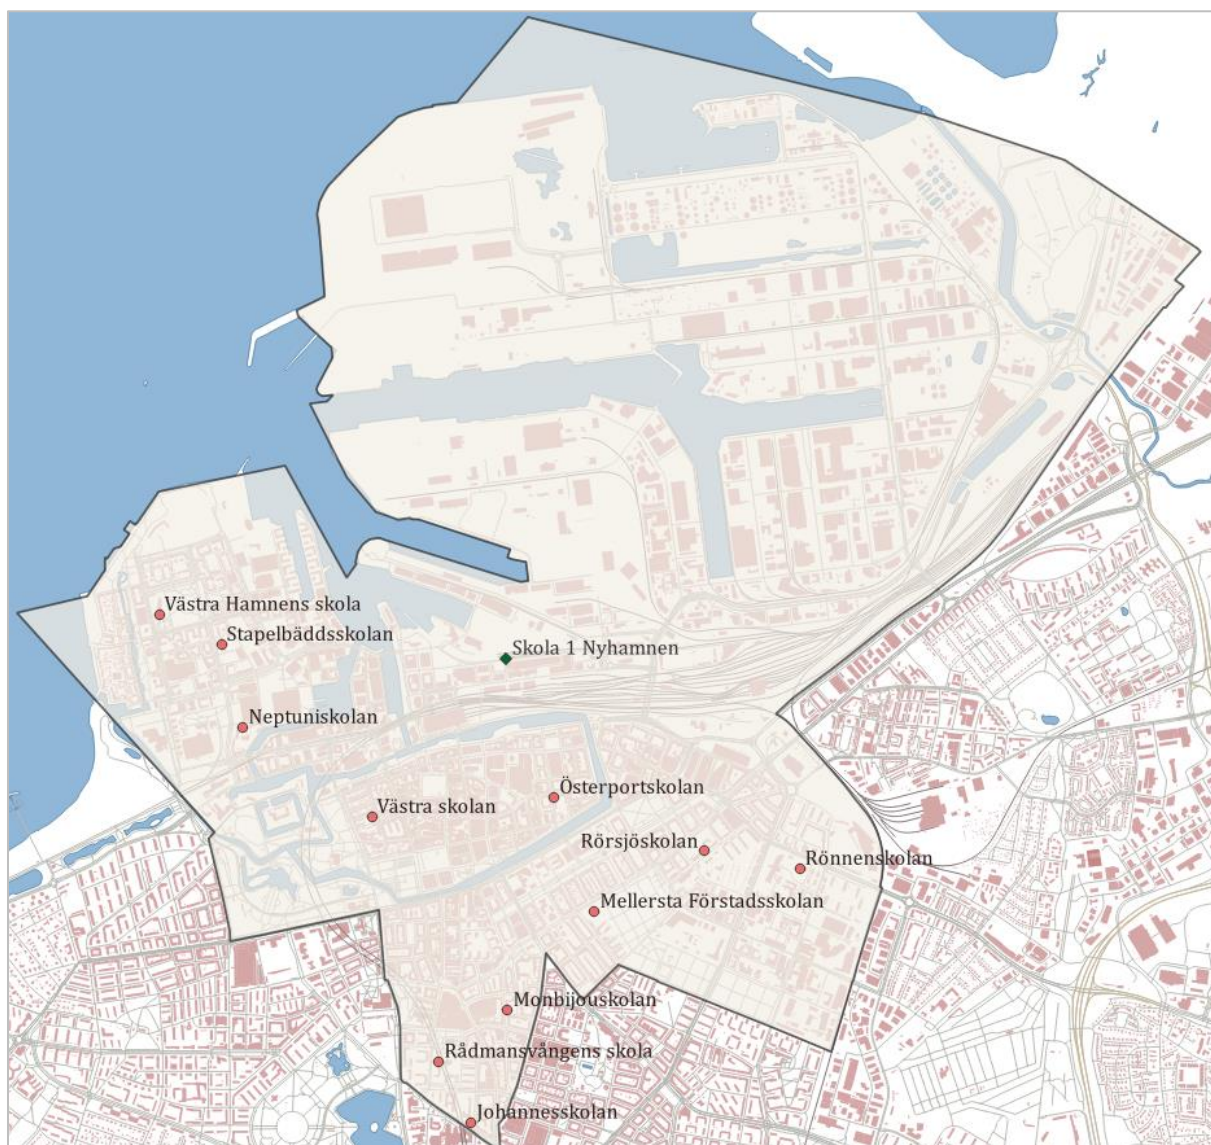 Västra Hamnens skola
Stapelbäddsskolan
Skola 1 Nyhamnen
Neptuniskolan
Österportskolan
Västra skolan
Rörsjöskolan
Rönnenskolan
Mellersta Förstadsskolan
Monbijouskolan
Rådmansvångens skola
Johannesskolan